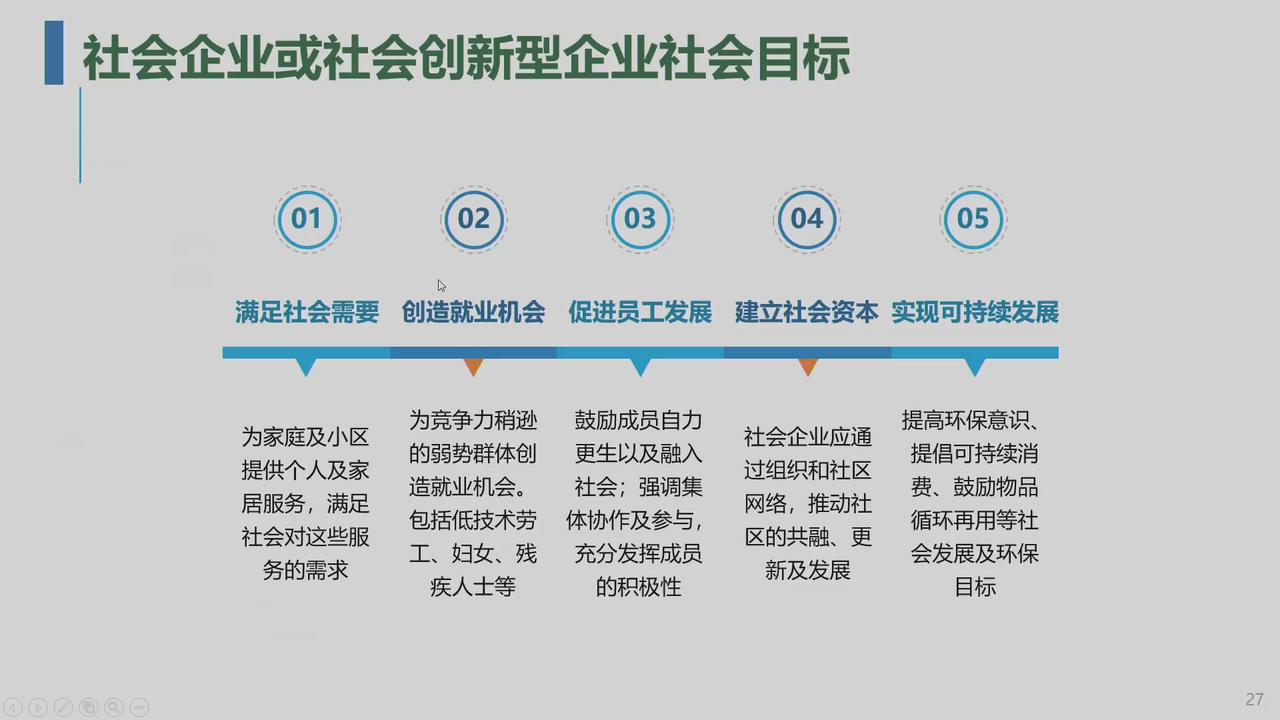 社会企业或社会创新型企业社会目标
01
02
03
04
05
满足社会需要
创造就业机会
促进员工发展
建立社会资本
实现可持续发展
为家庭及小区
提供个人及家
居服务，满足
社会对这些服
务的需求
为竞争力稍逊
的弱势群体创
造就业机会。
包括低技术劳
工、妇女、残
疾人士等
鼓励成员自力
更生以及融入
社会；强调集
体协作及参与，
充分发挥成员
的积极性
社会企业应通
过组织和社区
网络，推动社
区的共融、更
新及发展
提高环保意识、
提倡可持续消
费、鼓励物品
循环再用等社
会发展及环保
目标
27